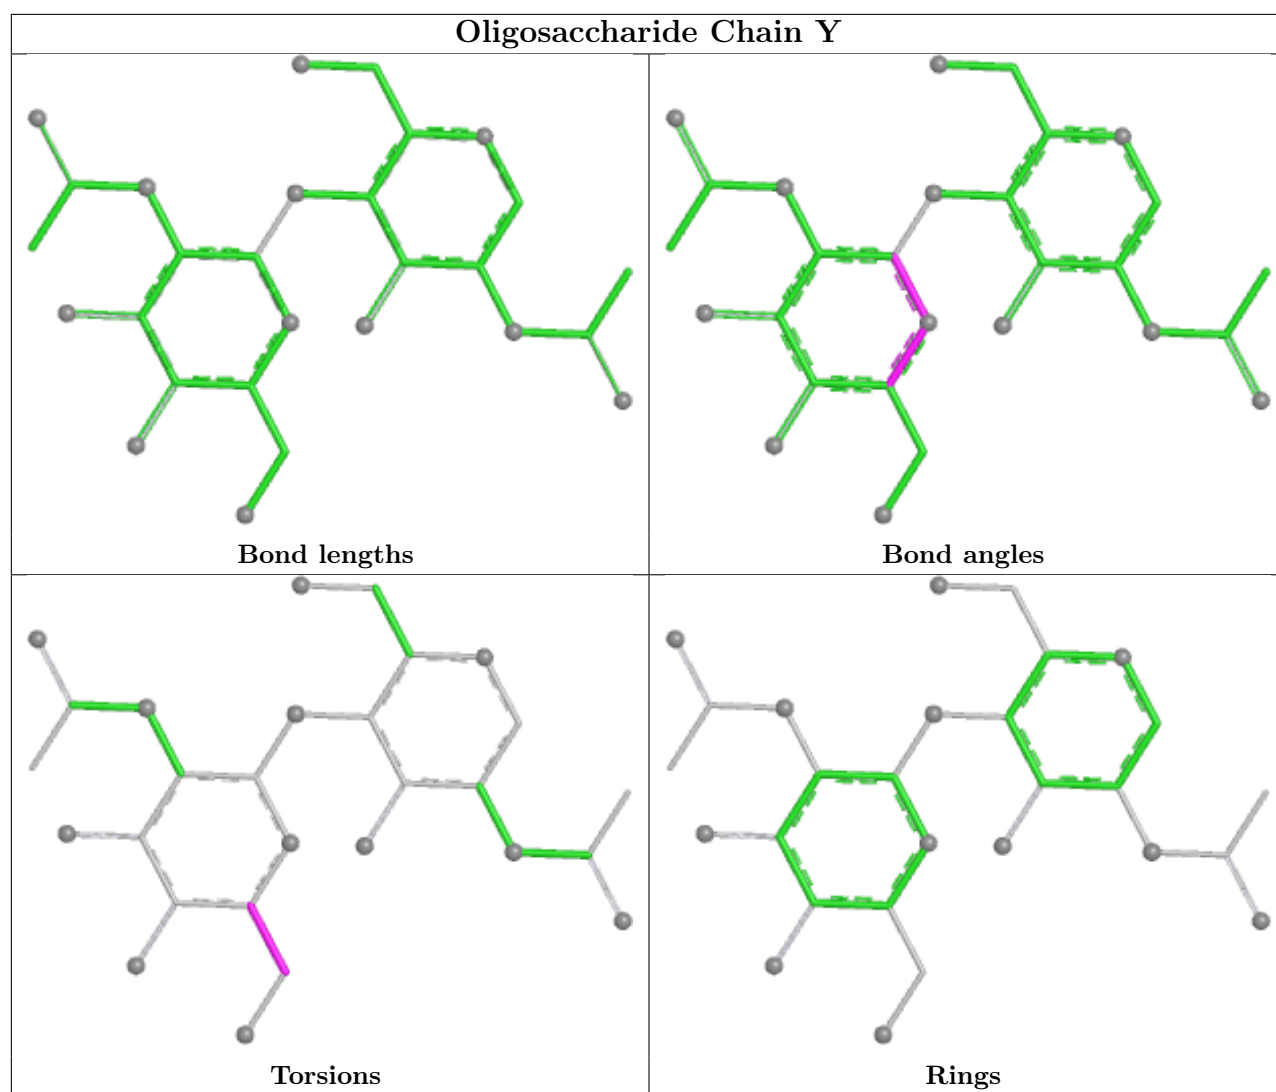 Oligosaccharide Chain Y
Bond lengths
Bond angles
Torsions
Rings